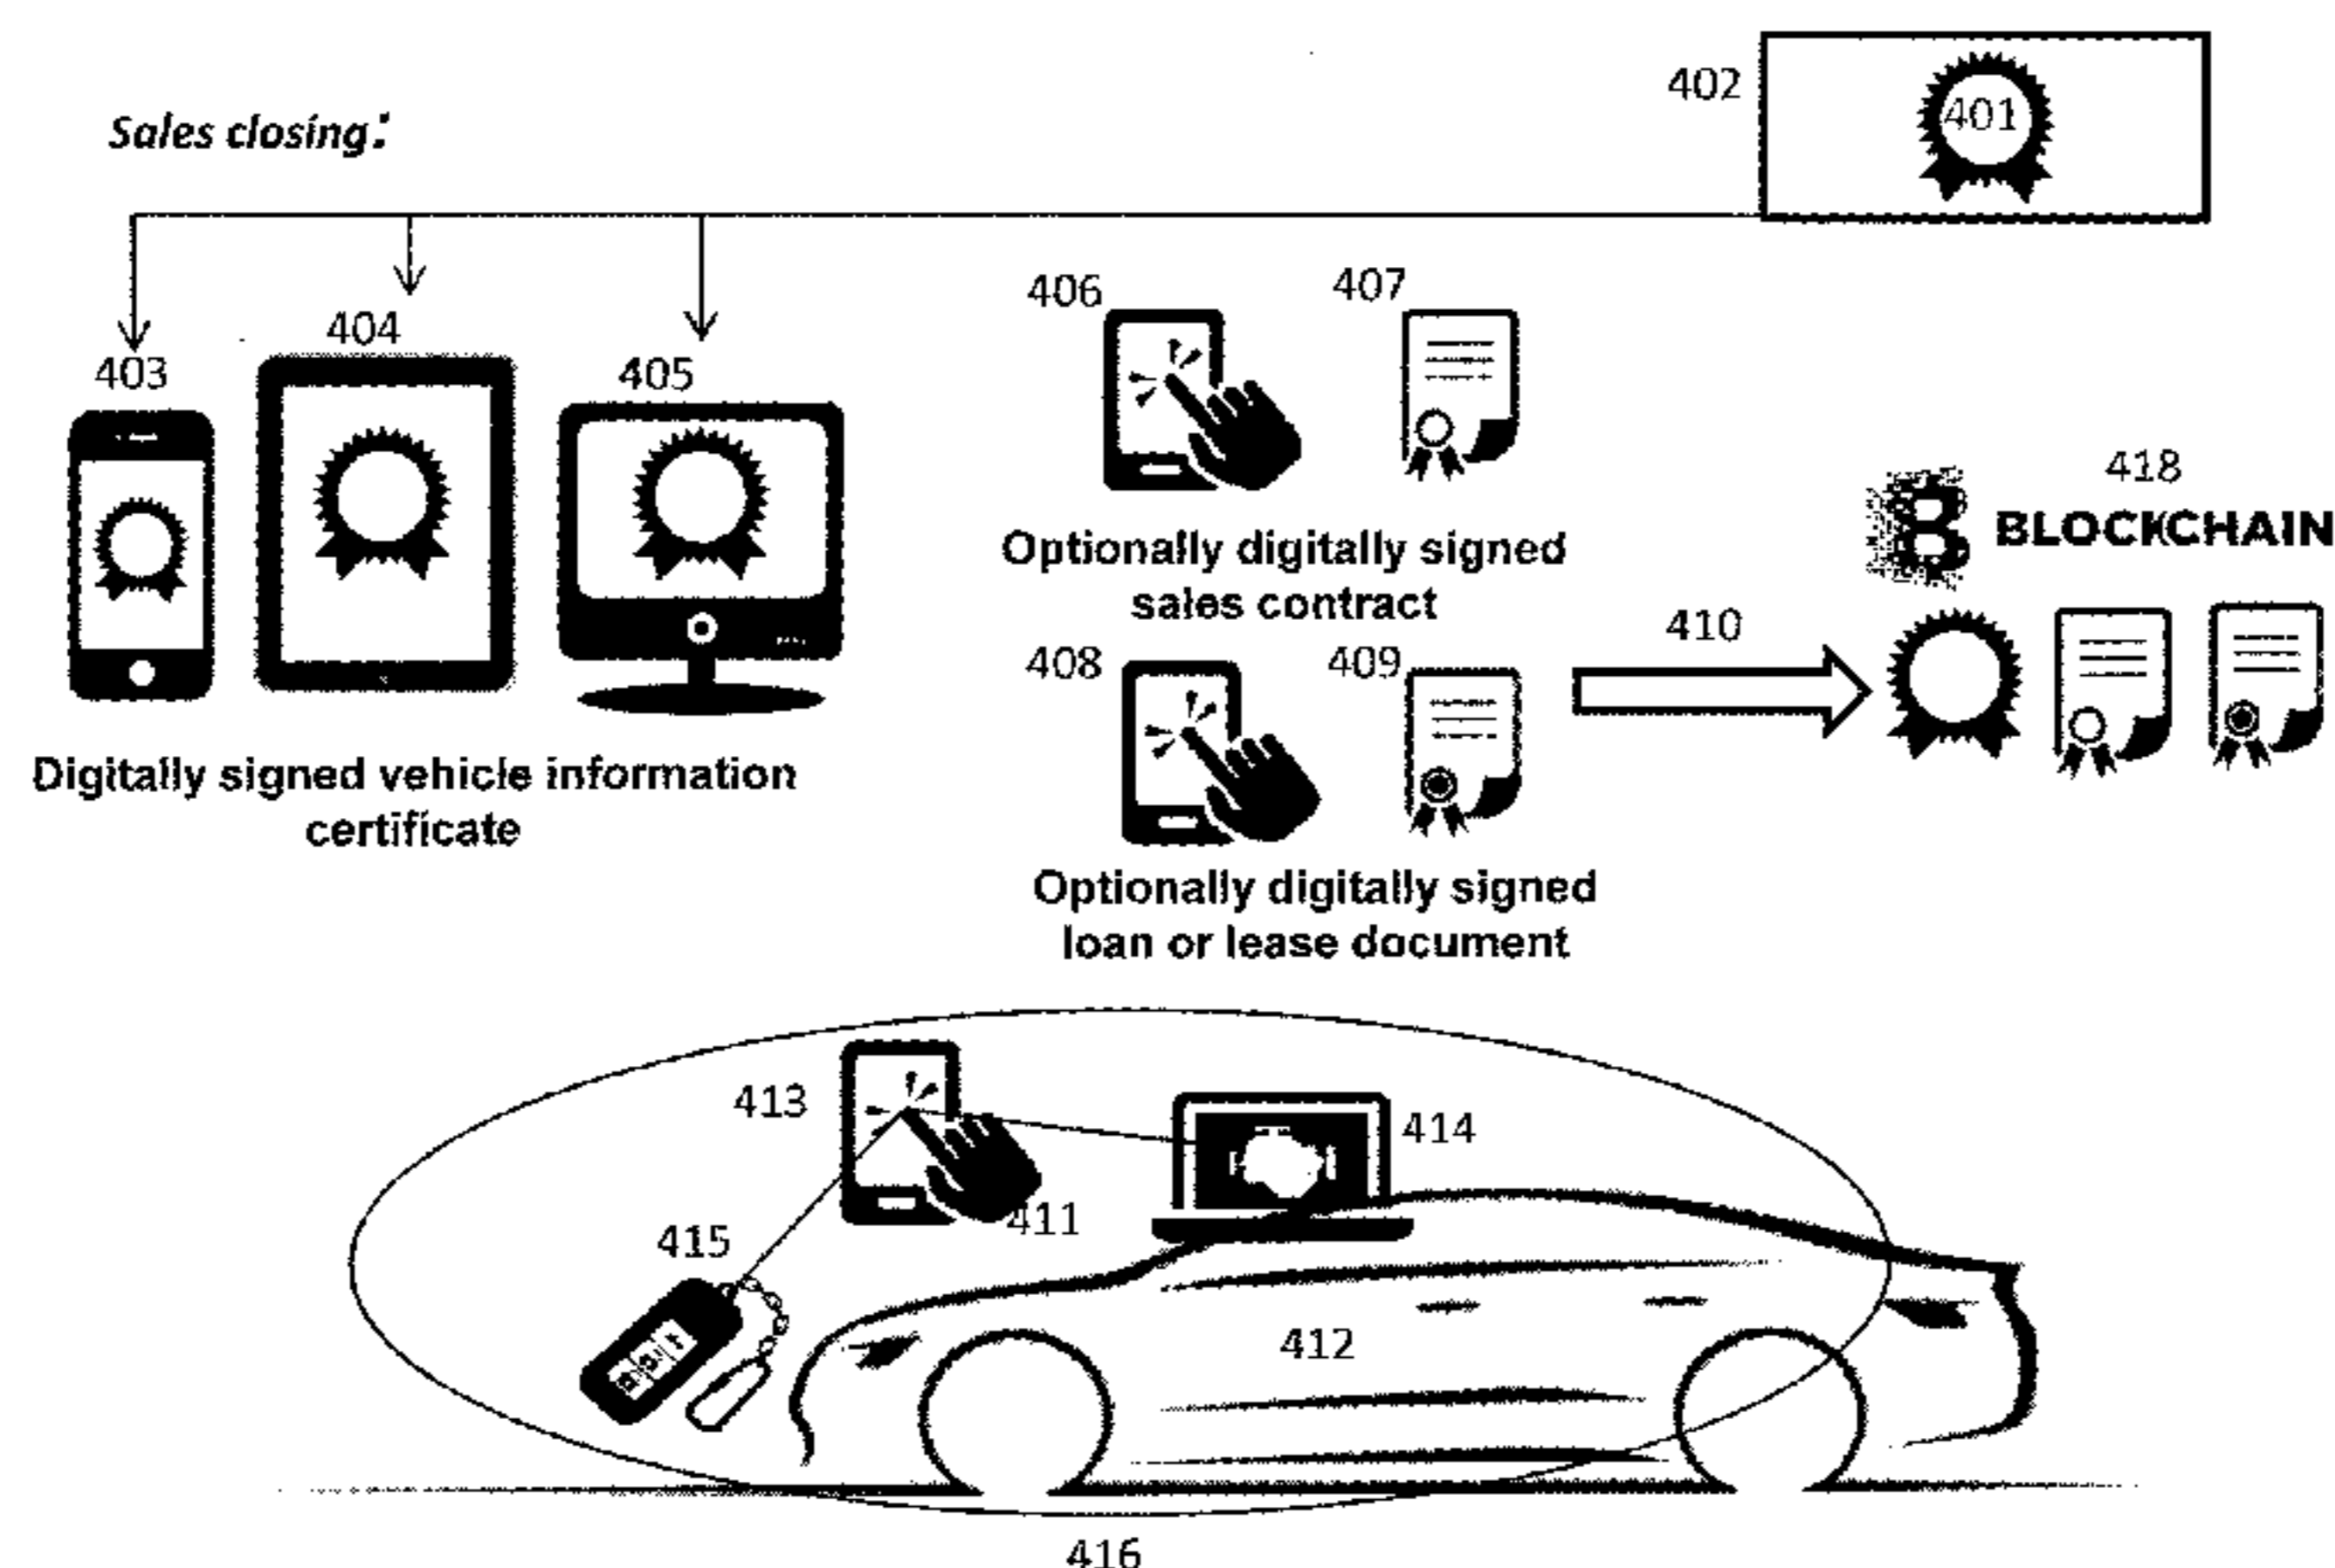 402
401
Sales closing:
403
404
405
406
407
418
BLOCKCHAIN
Optionally digitally signed
sales contract
408
409
410
Digitally signed vehicle information
certificate
Optionally digitally signed
loan or lease document
413
414
411
415
412
416